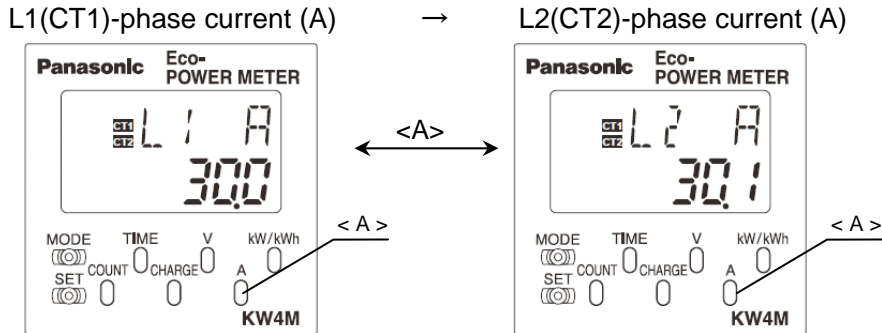 L1(CT1)-phase current (A) → L2(CT2)-phase current (A)
Panasonic Eco-POWER METER
CT1
CT2
L1 A
30.0
MODE TIME V kW/kWh
SET COUNT CHARGE A
KW4M
< A >
<A>
Panasonic Eco-POWER METER
CT1
CT2
L2 A
30.1
MODE TIME V kW/kWh
SET COUNT CHARGE A
KW4M
< A >